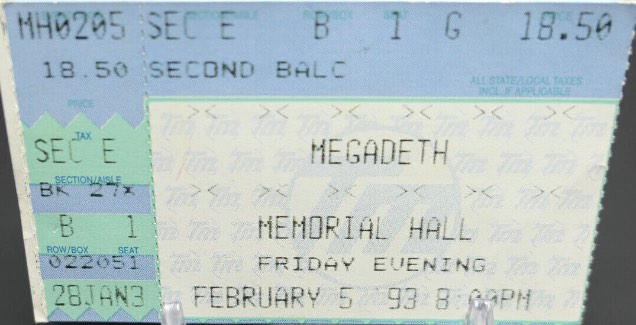 MH0205 SEC E B 1 G 18.50
18.50 SECOND BALC
ALL STATE/LOCAL TAXES
INCL. IF APPLICABLE
PRICE
TAX
SEC E
MEGADETH
SECTION/AISLE
BK 27*
B 1
MEMORIAL HALL
ROW/BOX SEAT
022051
FRIDAY EVENING
28JAN3
FEBRUARY 5 93 8.00PM